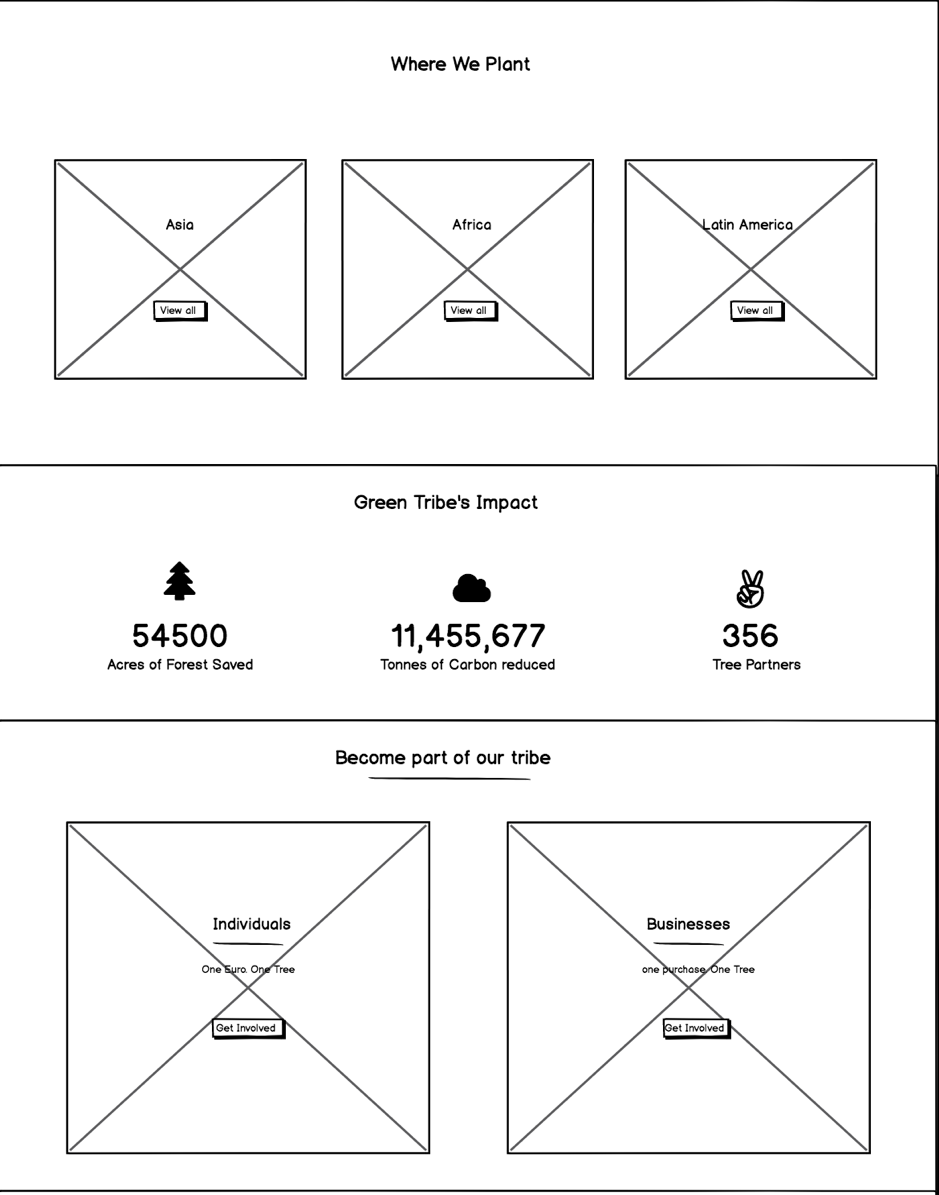 Where We Plant
Asia
Africa
Latin America
View all
View all
View all
Green Tribe's Impact
54500
11,455,677
356
Acres of Forest Saved
Tonnes of Carbon reduced
Tree Partners
Become part of our tribe
Individuals
Businesses
One Euro. One Tree
one purchase. One Tree
Get Involved
Get Involved